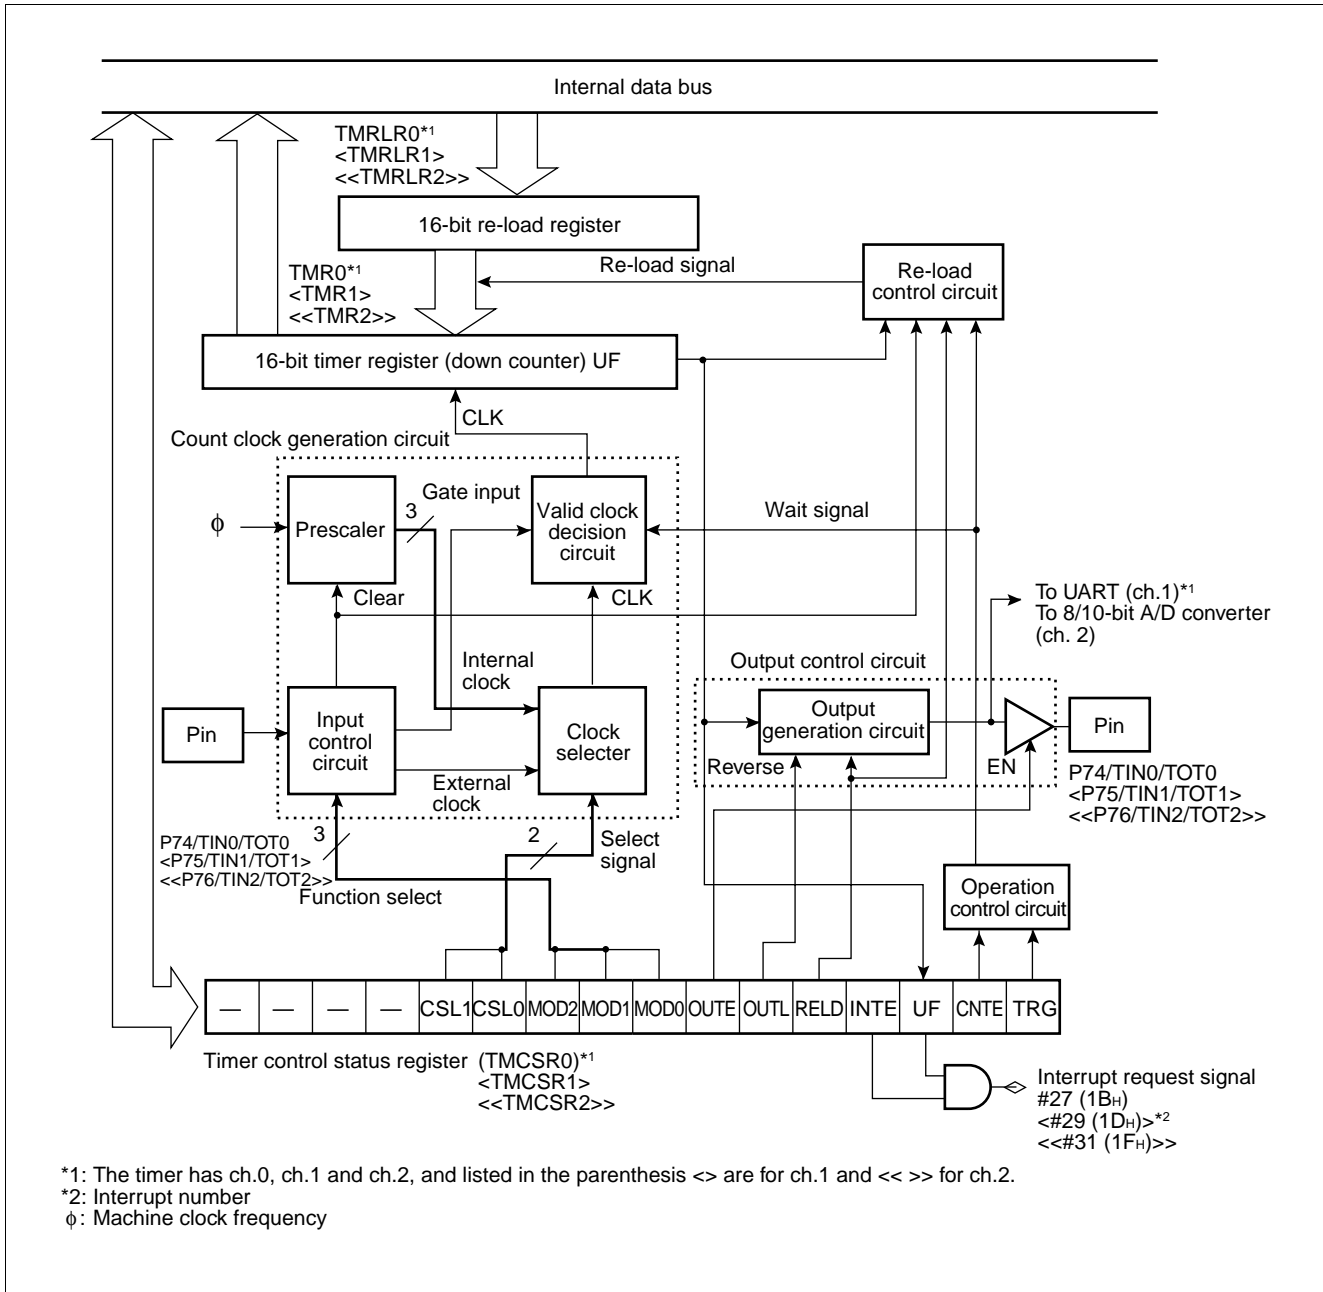 Internal data bus
TMRLR0*1
<TMRLR1>
<<TMRLR2>>
16-bit re-load register
TMR0*1
<TMR1>
<<TMR2>>
Re-load signal
Re-load
control circuit
16-bit timer register (down counter) UF
CLK
Count clock generation circuit
Gate input
3
Prescaler
Valid clock
decision
circuit
Wait signal
ϕ
Clear
CLK
To UART (ch.1)*1
To 8/10-bit A/D converter
(ch. 2)
Internal
clock
Output control circuit
Pin
Input
control
circuit
Clock
selecter
Output
generation circuit
Pin
External
clock
Reverse
EN
P74/TIN0/TOT0
<P75/TIN1/TOT1>
<<P76/TIN2/TOT2>>
P74/TIN0/TOT0
<P75/TIN1/TOT1>
<<P76/TIN2/TOT2>>
3
2
Select
signal
Function select
Operation
control circuit
— — — — CSL1 CSL0 MOD2 MOD1 MOD0 OUTE OUTL RELD INTE UF CNTE TRG
Timer control status register (TMCSR0)*1
<TMCSR1>
<<TMCSR2>>
Interrupt request signal
#27 (1BH)
<#29 (1DH)>*2
<<#31 (1FH)>>
*1: The timer has ch.0, ch.1 and ch.2, and listed in the parenthesis <> are for ch.1 and << >> for ch.2.
*2: Interrupt number
ϕ: Machine clock frequency